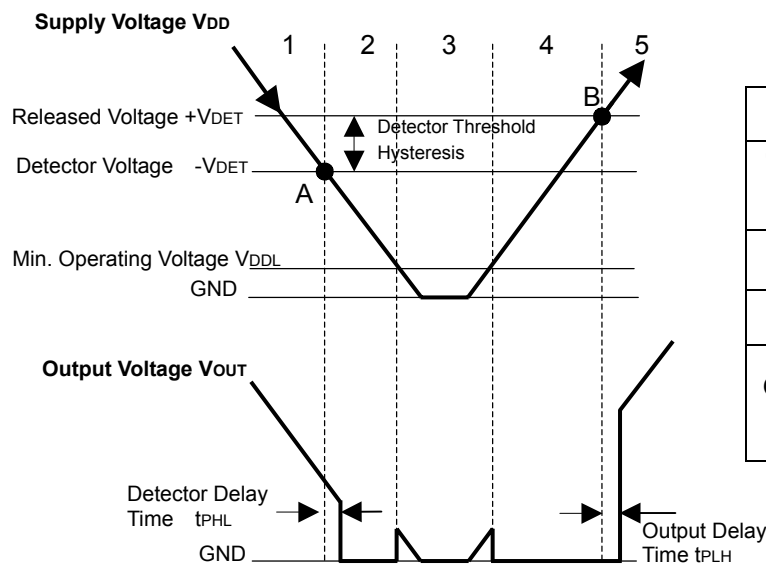 Supply Voltage VDD
1 2 3 4 5
Released Voltage +VDET
B
Detector Threshold
Hysteresis
Detector Voltage -VDET
A
Min. Operating Voltage VDDL
GND
Output Voltage VOUT
Detector Delay
Time tPHL
Output Delay
Time tPLH
GND